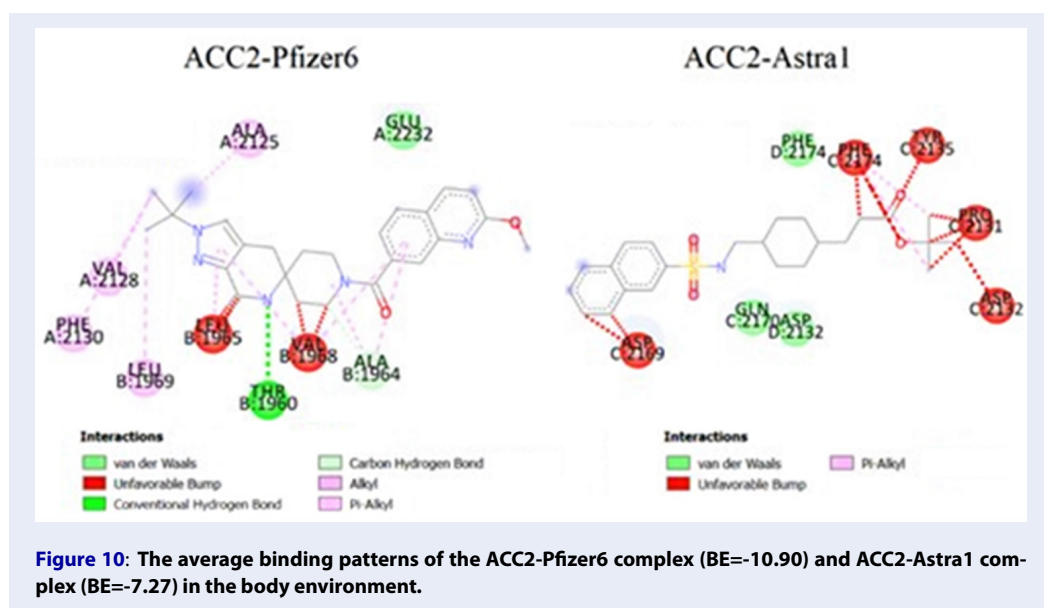 ACC2-Pfizer6
ACC2-Astra1
ALA
A:2125
GLU
A:2232
VAL
A:2128
PHE
A:2130
LEU
B:1969
LEU
B:1965
THR
B:1960
VAL
B:1968
ALA
B:1964
N
N
N
N
O
N
O
PHE
D:2174
PHE
C:2174
TYR
C:2135
PRO
C:2131
ASP
C:2132
GLN
C:2170
ASP
D:2132
ASP
C:2169
O
S
O
N
O
O
Interactions
van der Waals
Unfavorable Bump
Conventional Hydrogen Bond
Carbon Hydrogen Bond
Alkyl
Pi-Alkyl
Interactions
van der Waals
Unfavorable Bump
Pi-Alkyl
Figure 10: The average binding patterns of the ACC2-Pfizer6 complex (BE=-10.90) and ACC2-Astra1 com-
plex (BE=-7.27) in the body environment.